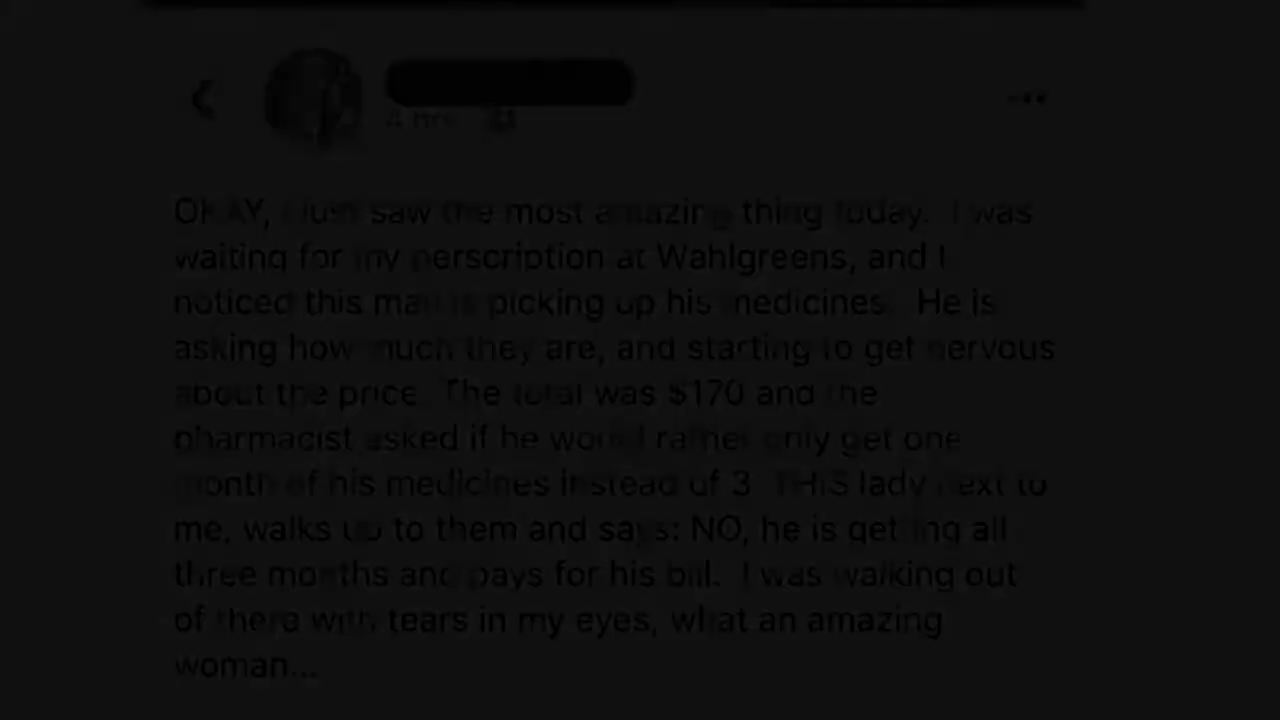 4 hrs
OKAY, I just saw the most amazing thing today. I was
waiting for my perscription at Wahlgreens, and I
noticed this man is picking up his medicines. He is
asking how much they are, and starting to get nervous
about the price. The total was $170 and the
pharmacist asked if he would rather only get one
month of his medicines instead of 3. THIS lady next to
me, walks up to them and says: NO, he is getting all
three months and pays for his bill. I was walking out
of there with tears in my eyes, what an amazing
woman...